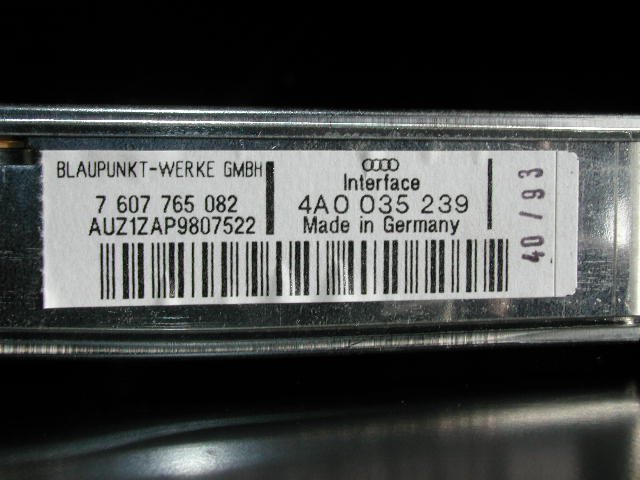 BLAUPUNKT-WERKE GMBH
7 607 765 082
AUZ1ZAP9807522
Interface
4A0 035 239
Made in Germany
40/93